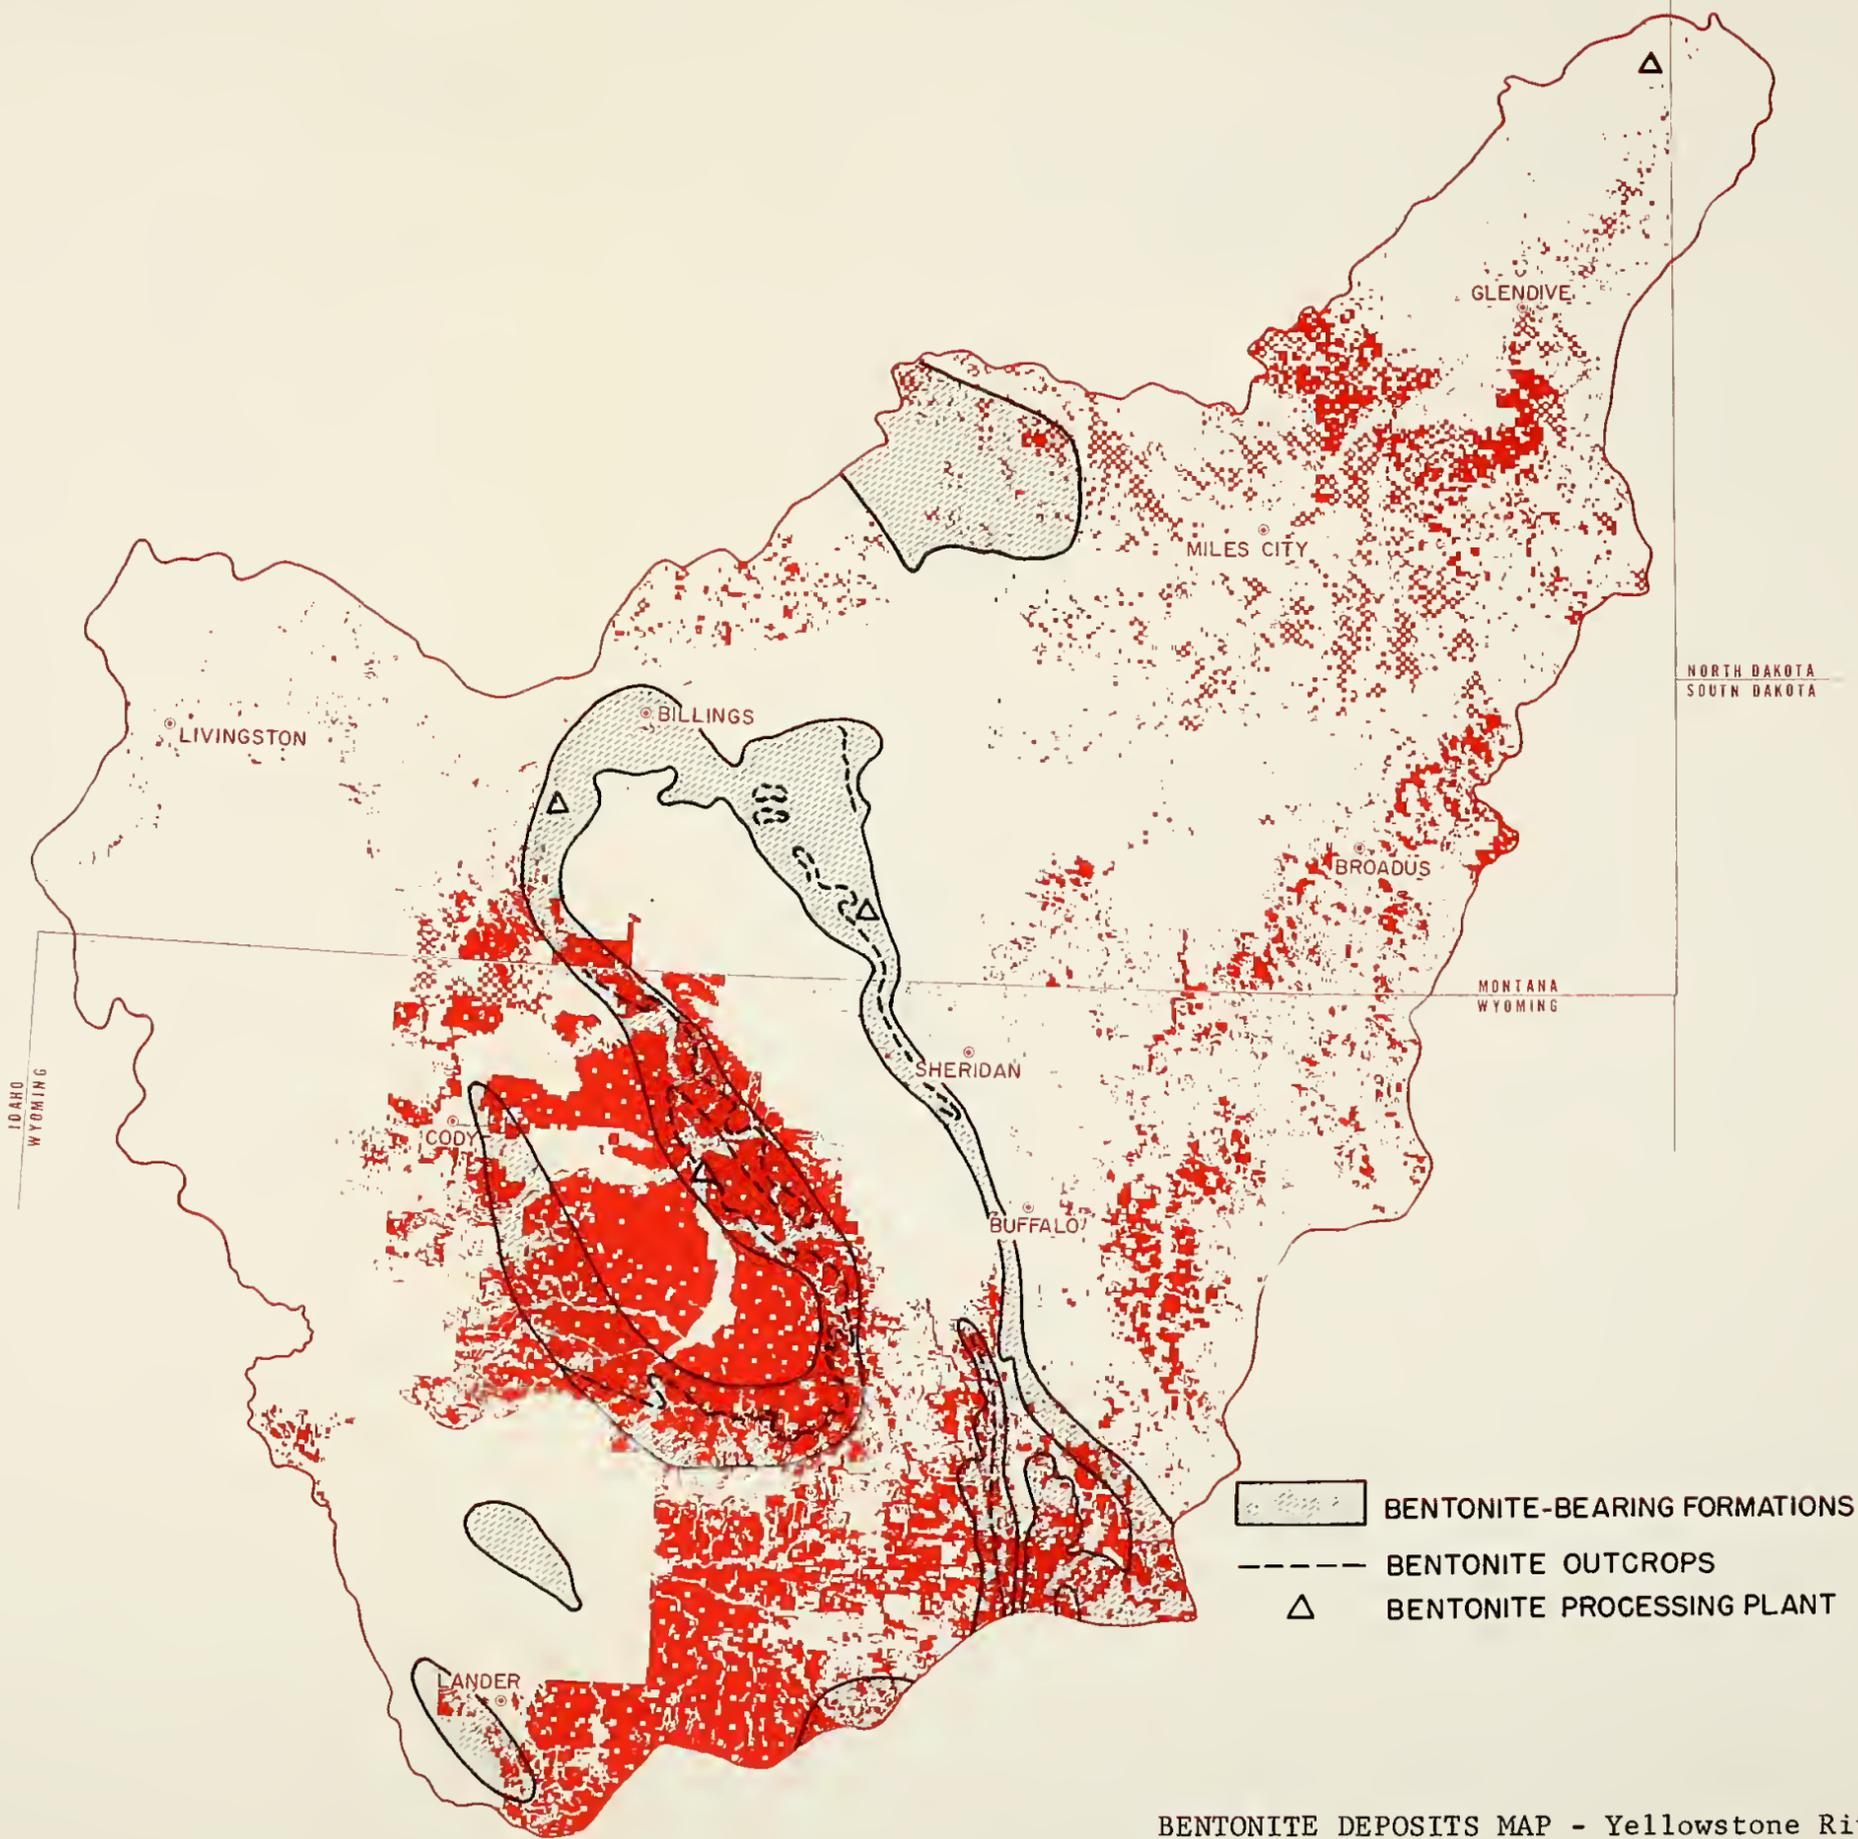 GLENDIVE
MILES CITY
NORTH DAKOTA
SOUTH DAKOTA
BILLINGS
LIVINGSTON
BROADUS
MONTANA
WYOMING
SHERIDAN
IDAHO
WYOMING
CODY
BUFFALO
BENTONITE-BEARING FORMATIONS
BENTONITE OUTCROPS
BENTONITE PROCESSING PLANT
LANDER
BENTONITE DEPOSITS MAP - Yellowstone